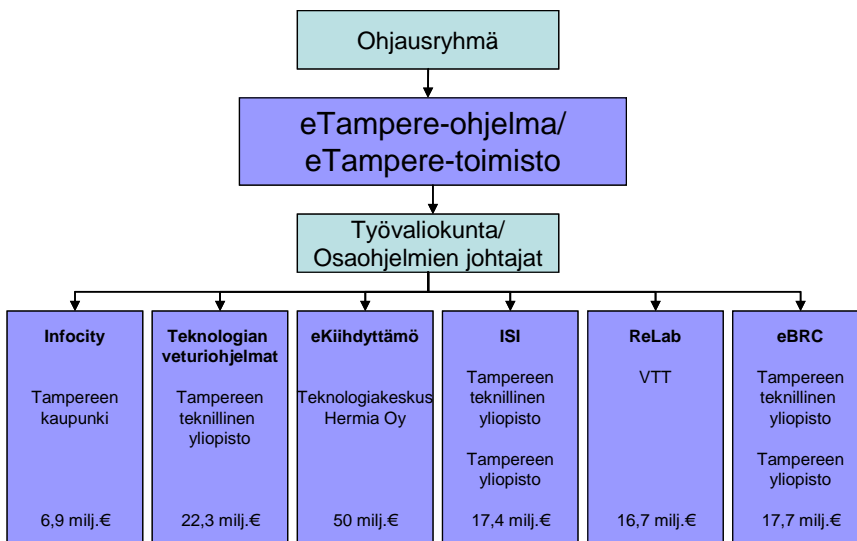 Ohjausryhmä
eTampere-ohjelma/
eTampere-toimisto
Työvaliokunta/
Osaohjelmien johtajat
Infocity
Tampereen
kaupunki
6,9 milj.€
Teknologian
veturiohjelmat
Tampereen
teknillinen
yliopisto
22,3 milj.€
eKiihdyttämö
Teknologiakeskus
Hermia Oy
50 milj.€
ISI
Tampereen
teknillinen
yliopisto
Tampereen
yliopisto
17,4 milj.€
ReLab
VTT
16,7 milj.€
eBRC
Tampereen
teknillinen
yliopisto
Tampereen
yliopisto
17,7 milj.€